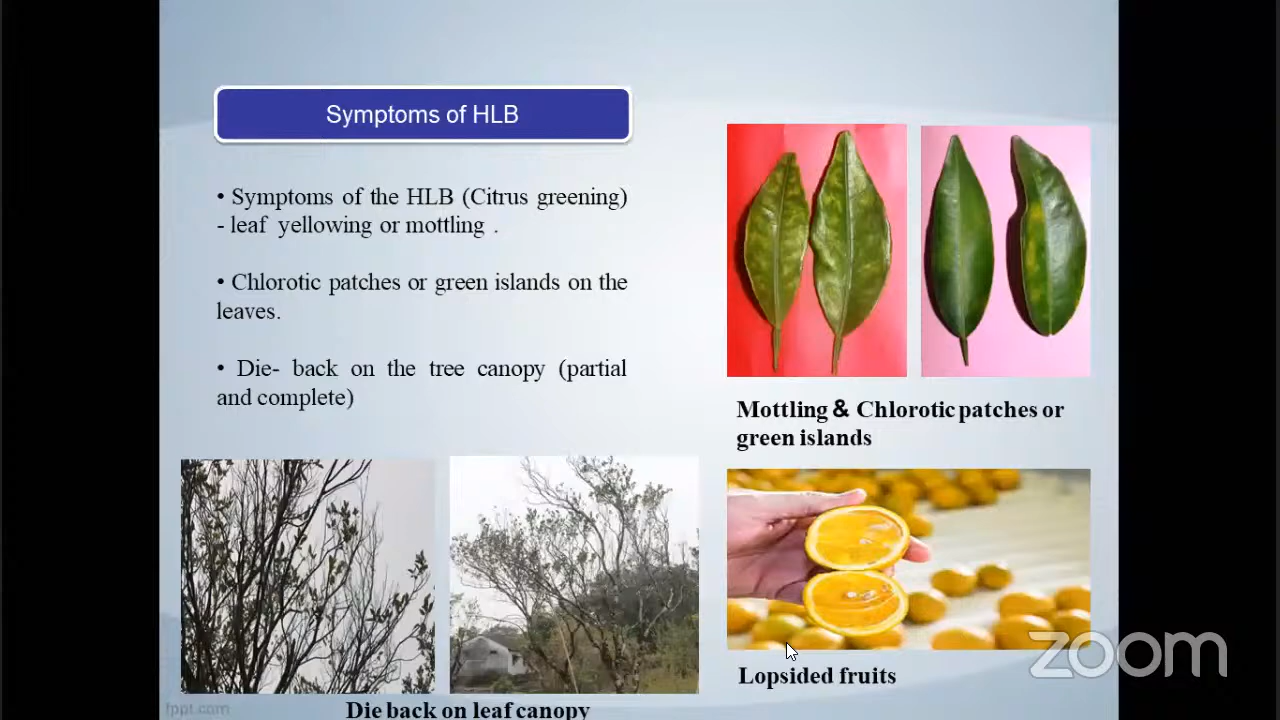 Symptoms of HLB
• Symptoms of the HLB (Citrus greening)
- leaf yellowing or mottling .
• Chlorotic patches or green islands on the
leaves.
• Die- back on the tree canopy (partial
and complete)
Mottling & Chlorotic patches or
green islands
Lopsided fruits
Die back on leaf canopy
fppt.com
zoom